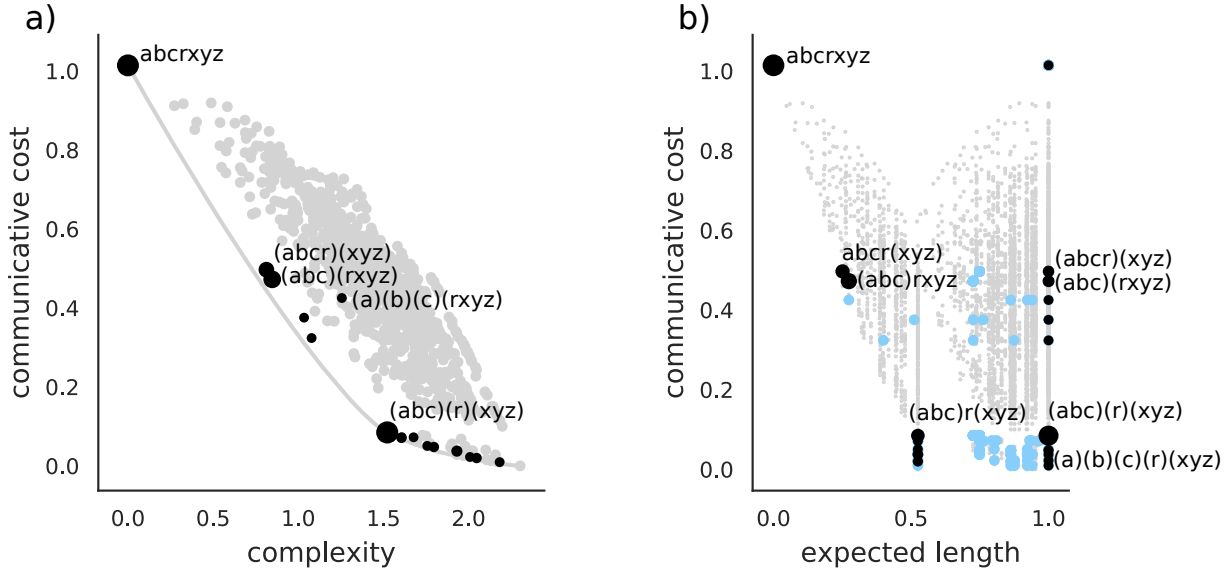 a)
communicative cost
1.0
0.8
0.6
0.4
0.2
0.0
abcrxyz
(abcr)(xyz)
(abc)(rxyz)
(a)(b)(c)(rxyz)
(abc)(r)(xyz)
0.0 0.5 1.0 1.5 2.0
complexity
b)
communicative cost
1.0
0.8
0.6
0.4
0.2
0.0
abcrxyz
abcr(xyz)
(abc)rxyz
(abcr)(xyz)
(abc)(rxyz)
(abc)r(xyz)
(abc)(r)(xyz)
(a)(b)(c)(r)(xyz)
0.0 0.5 1.0
expected length